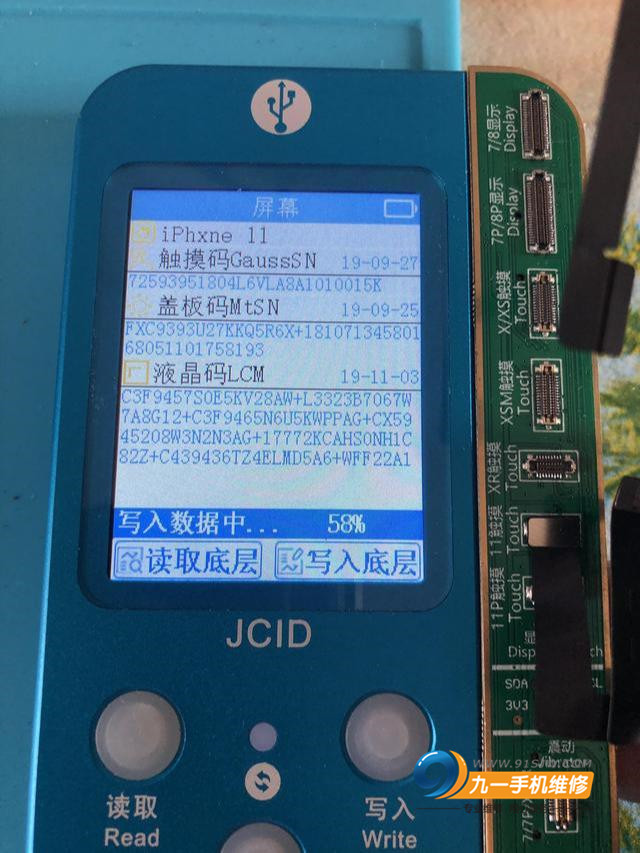 屏幕
iPhxne 11
触摸码GaussSN 19-09-27
72593951804L6VLA8A1010015K
盖板码MtSN 19-09-25
FXC9393U27KKQ5R6X+181071345801
68051101758193
液晶码LCM 19-11-03
C3F9457S0E5KV28AW+L3323B7067W
7A8G12+C3F9465N6U5KWPPAG+CX59
45208W3N2N3AG+17772KCAHS0NH1C
82Z+C439436TZ4ELMD5A6+WFF22A1
写入数据中... 58%
读取底层 写入底层
JCID
读取
Read
写入
Write
7/8显示
Display
7P/8P显示
Display
X/XS触摸
Touch
XSM触摸
Touch
XR触摸
Touch
11触摸
Touch
11P触摸
Touch
SDA
3V3
震动
Vibrator
WWW.91SJWX.COM
九一手机维修